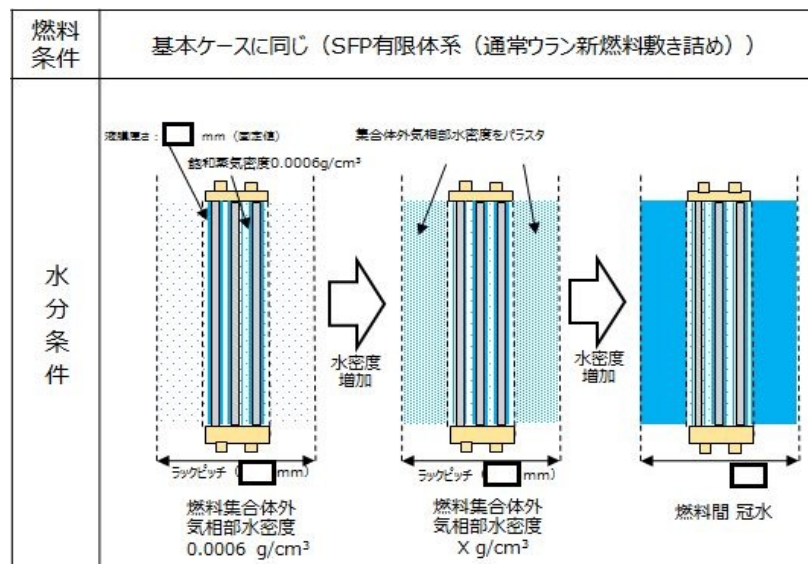 燃料
条件
基本ケースに同じ（SFP有限体系（通常ウラン新燃料敷き詰め））
水
分
条
件
液膜厚さ： mm（固定値）
飽和蒸気密度0.0006g/cm³
集合体外気相部水密度をパラスタ
水密度
増加
水密度
増加
ラックピッチ（ mm）
ラックピッチ（ mm）
燃料集合体外
気相部水密度
0.0006 g/cm³
燃料集合体外
気相部水密度
X g/cm³
燃料間 冠水